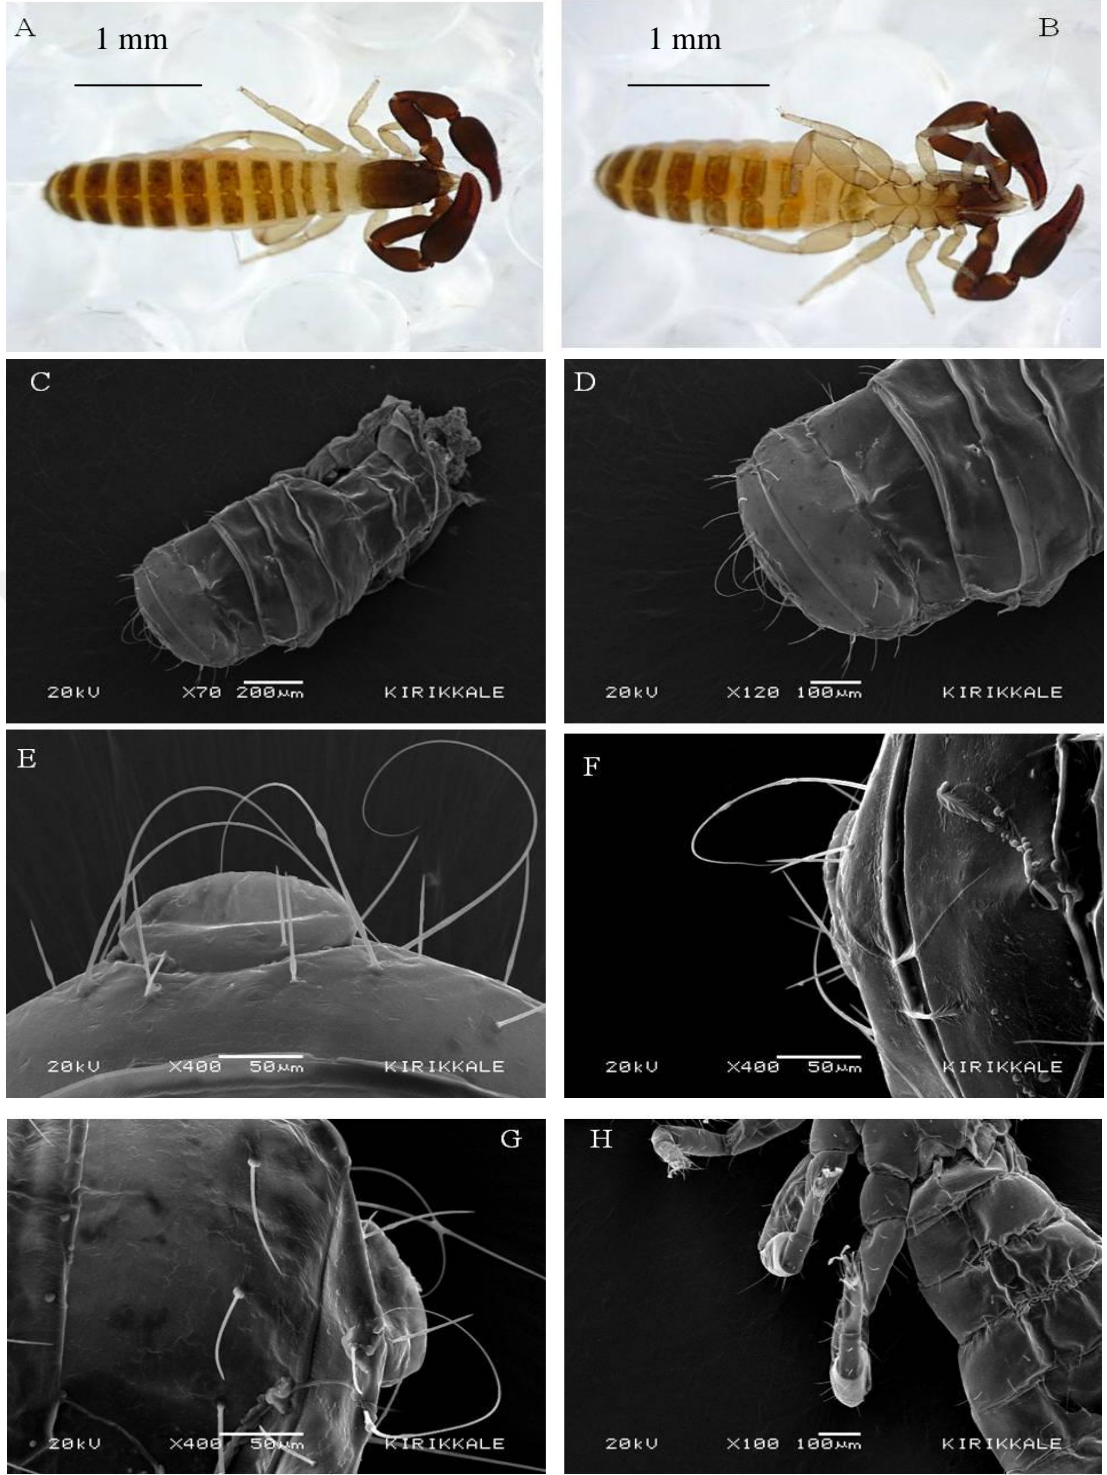 A
1 mm
1 mm
B
C
20kV X70 200µm KIRIKKALE
D
20kV X120 100µm KIRIKKALE
E
20kV X400 50µm KIRIKKALE
F
20kV X400 50µm KIRIKKALE
G
20kV X400 50µm KIRIKKALE
H
20kV X100 100µm KIRIKKALE